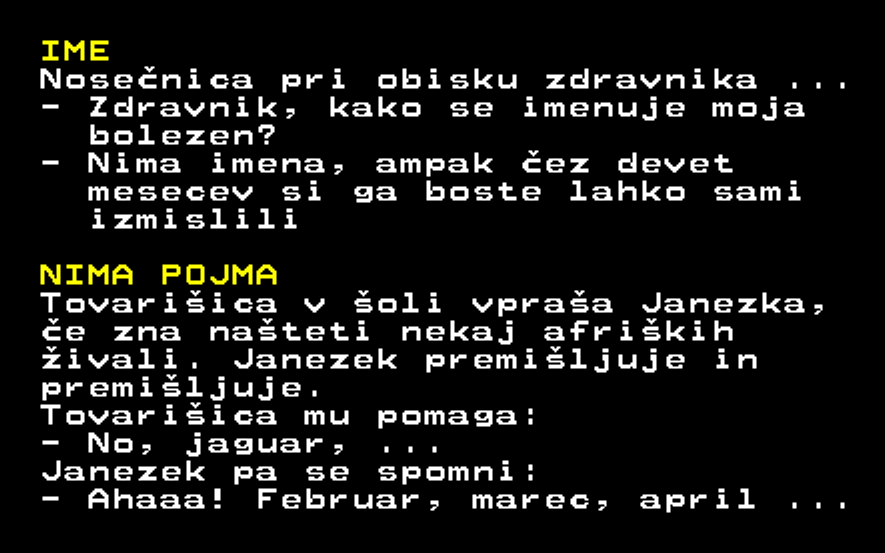 IME
Nosečnica pri obisku zdravnika ...
- Zdravnik, kako se imenuje moja
bolezen?
- Nima imena, ampak čez devet
mesecev si ga boste lahko sami
izmislili
NIMA POJMA
Tovarišica v šoli vpraša Janezka,
če zna našteti nekaj afriških
živali. Janezek premišljuje in
premišljuje.
Tovarišica mu pomaga:
- No, jaguar, ...
Janezek pa se spomni:
- Ahaaa! Februar, marec, april ...